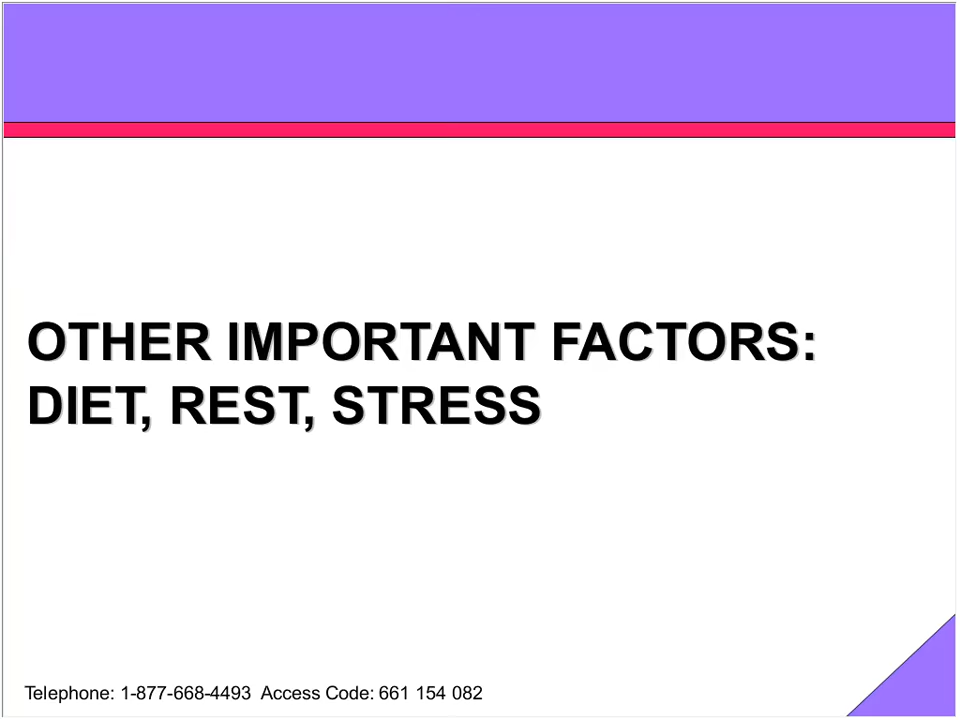 OTHER IMPORTANT FACTORS:
DIET, REST, STRESS
Telephone: 1-877-668-4493  Access Code: 661 154 082